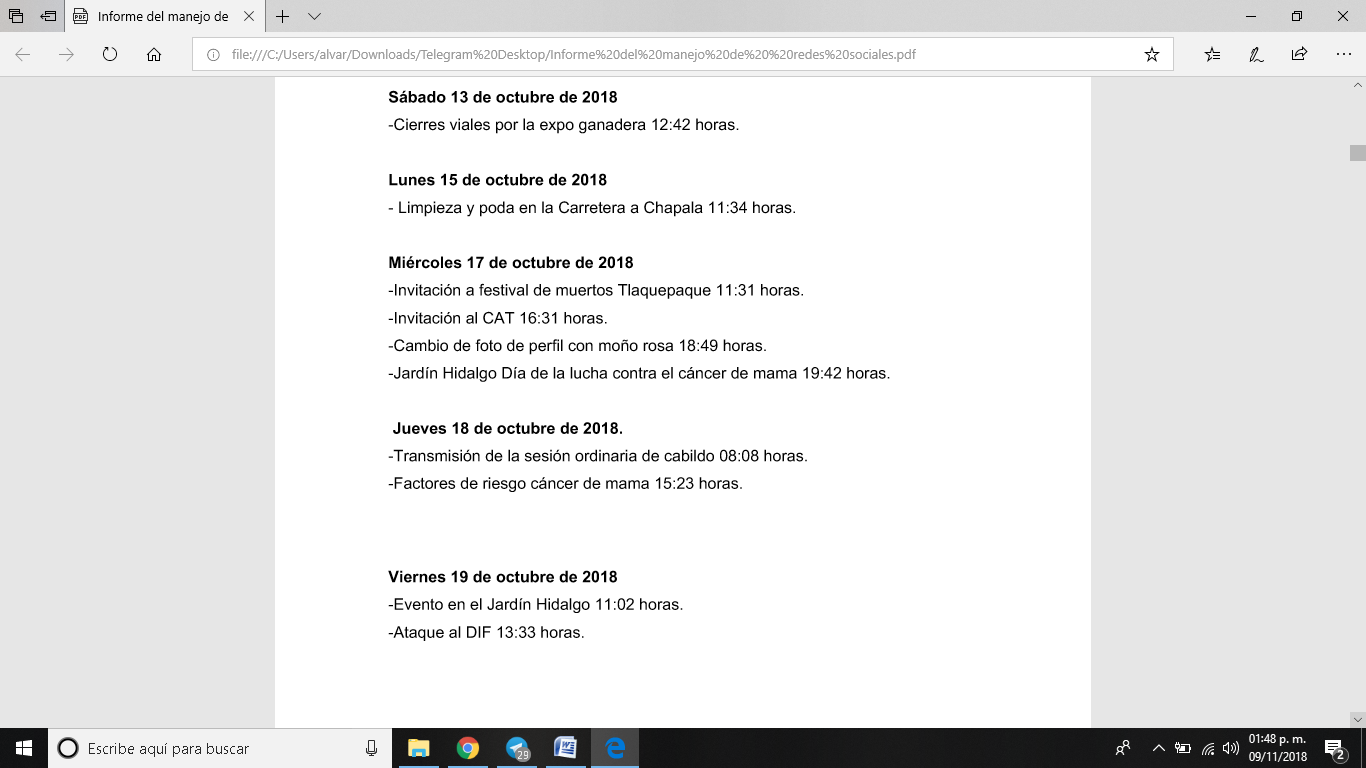 Informe del manejo de
file:///C:/Users/alvar/Downloads/Telegram%20Desktop/Informe%20del%20manejo%20de%20%20redes%20sociales.pdf
Sábado 13 de octubre de 2018
-Cierres viales por la expo ganadera 12:42 horas.
Lunes 15 de octubre de 2018
- Limpieza y poda en la Carretera a Chapala 11:34 horas.
Miércoles 17 de octubre de 2018
-Invitación a festival de muertos Tlaquepaque 11:31 horas.
-Invitación al CAT 16:31 horas.
-Cambio de foto de perfil con moño rosa 18:49 horas.
-Jardín Hidalgo Día de la lucha contra el cáncer de mama 19:42 horas.
Jueves 18 de octubre de 2018.
-Transmisión de la sesión ordinaria de cabildo 08:08 horas.
-Factores de riesgo cáncer de mama 15:23 horas.
Viernes 19 de octubre de 2018
-Evento en el Jardín Hidalgo 11:02 horas.
-Ataque al DIF 13:33 horas.
Escribe aquí para buscar
29
01:48 p. m.
09/11/2018
2